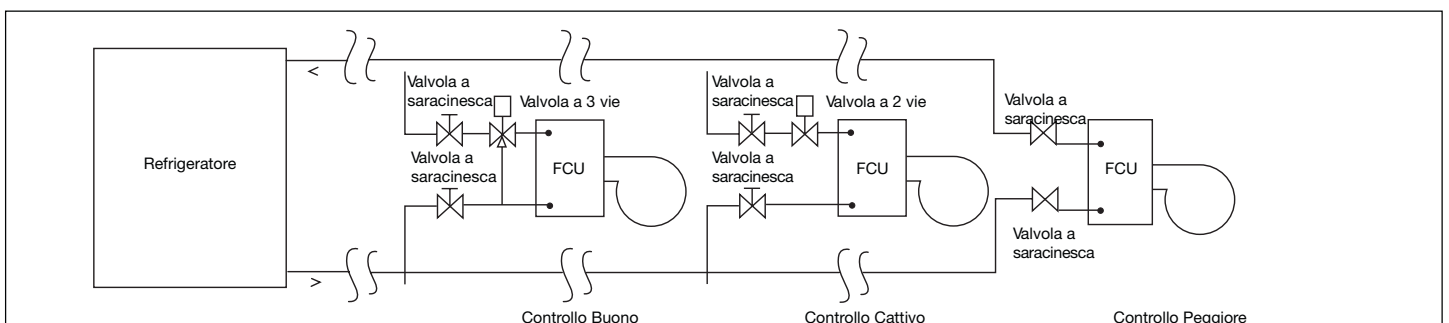 Refrigeratore
<
>
Valvola a
saracinesca
Valvola a 3 vie
Valvola a
saracinesca
FCU
Controllo Buono
Valvola a
saracinesca
Valvola a 2 vie
Valvola a
saracinesca
FCU
Controllo Cattivo
Valvola a
saracinesca
FCU
Valvola a
saracinesca
Controllo Peggiore